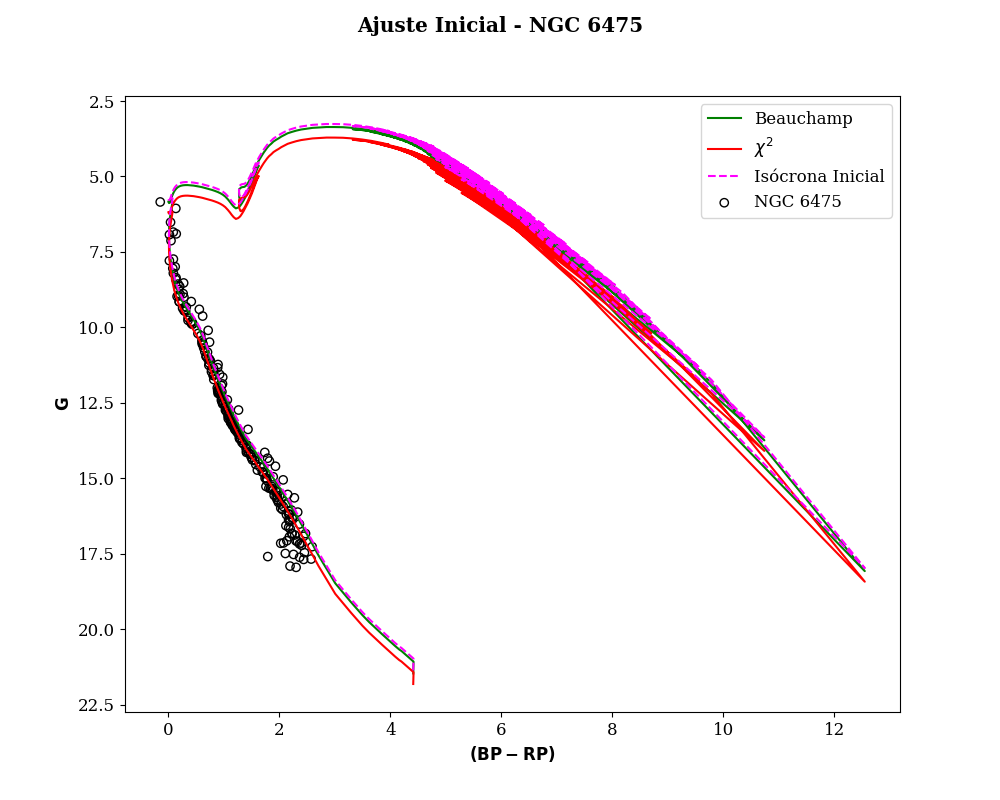 Ajuste Inicial - NGC 6475
Beauchamp
χ²
Isócrona Inicial
NGC 6475
2.5
5.0
7.5
10.0
12.5
15.0
17.5
20.0
22.5
G
0 2 4 6 8 10 12
(BP − RP)